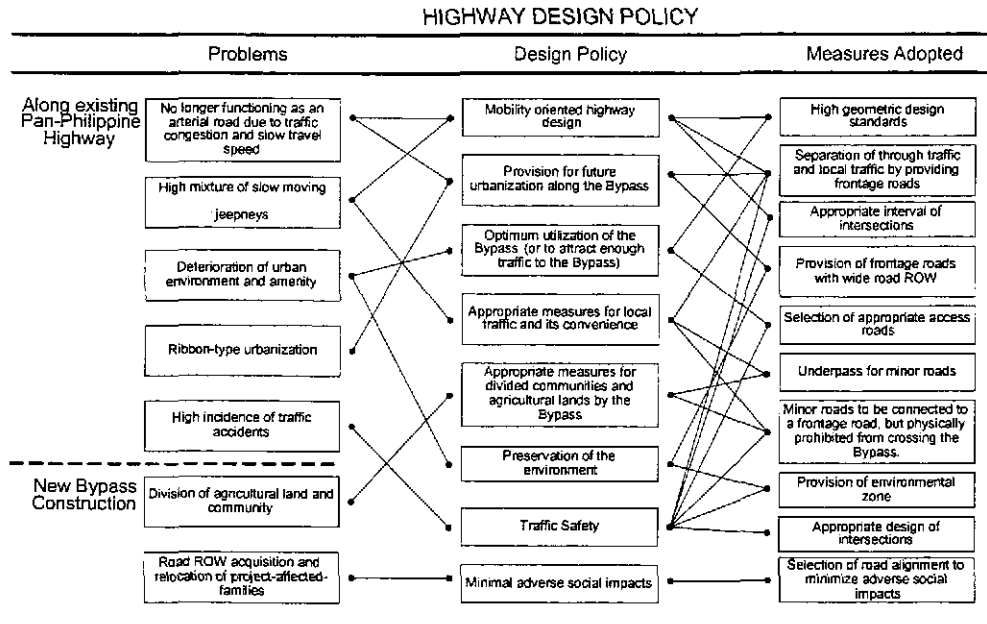 HIGHWAY DESIGN POLICY
Problems
Design Policy
Measures Adopted
Along existing
Pan-Philippine
Highway
No longer functioning as an
arterial road due to traffic
congestion and slow travel
speed
High mixture of slow moving
jeepneys
Deterioration of urban
environment and amenity
Ribbon-type urbanization
High incidence of traffic
accidents
New Bypass
Construction
Division of agricultural land and
community
Road ROW acquisition and
relocation of project-affected-
families
Mobility oriented highway
design
Provision for future
urbanization along the Bypass
Optimum utilization of the
Bypass (or to attract enough
traffic to the Bypass)
Appropriate measures for local
traffic and its convenience
Appropriate measures for
divided communities and
agricultural lands by the
Bypass
Preservation of the
environment
Traffic Safety
Minimal adverse social impacts
High geometric design
standards
Separation of through traffic
and local traffic by providing
frontage roads
Appropriate interval of
intersections
Provision of frontage roads
with wide road ROW
Selection of appropriate access
roads
Underpass for minor roads
Minor roads to be connected to
a frontage road, but physically
prohibited from crossing the
Bypass.
Provision of environmental
zone
Appropriate design of
intersections
Selection of road alignment to
minimize adverse social
impacts